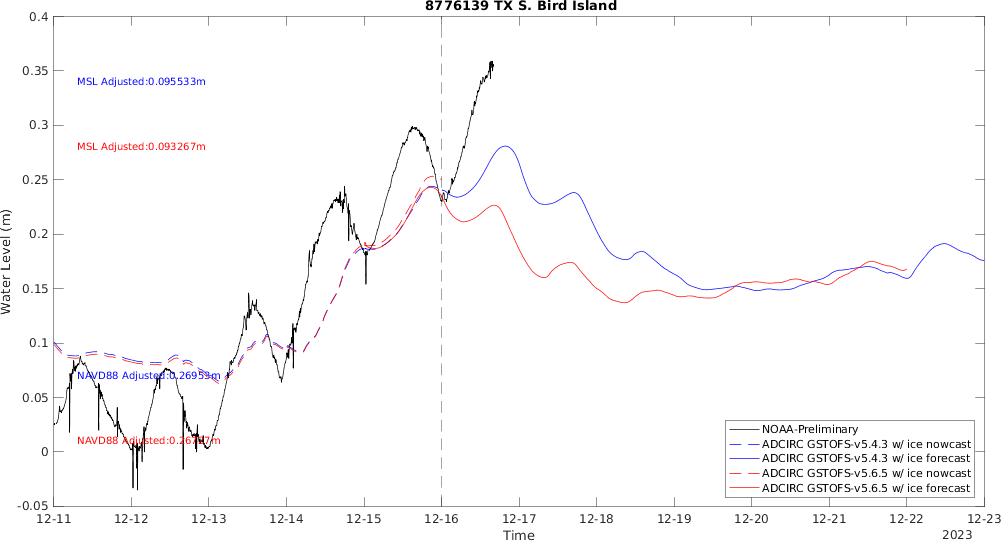 8776139 TX S. Bird Island
Water Level (m)
0.4
0.35
0.3
0.25
0.2
0.15
0.1
0.05
0
-0.05
MSL Adjusted:0.095533m
MSL Adjusted:0.093267m
NAVD88 Adjusted:0.26953m
NAVD88
NOAA-Preliminary
ADCIRC GSTOFS-v5.4.3 w/ ice nowcast
ADCIRC GSTOFS-v5.4.3 w/ ice forecast
ADCIRC GSTOFS-v5.6.5 w/ ice nowcast
ADCIRC GSTOFS-v5.6.5 w/ ice forecast
12-11 12-12 12-13 12-14 12-15 12-16 12-17 12-18 12-19 12-20 12-21 12-22 12-23
Time
2023